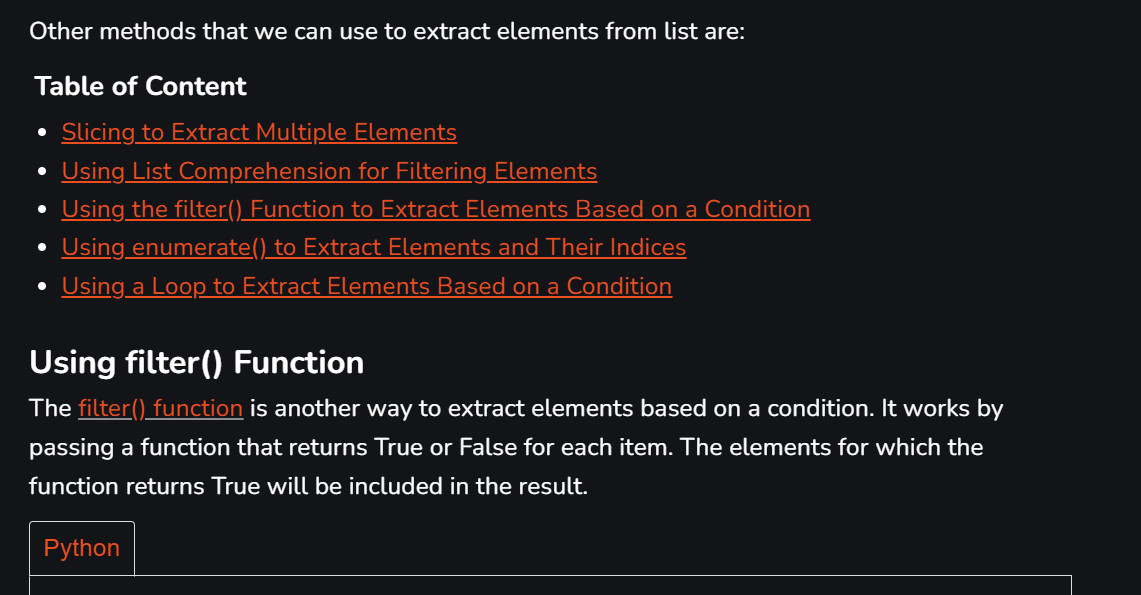 Other methods that we can use to extract elements from list are:
Table of Content
Slicing to Extract Multiple Elements
Using List Comprehension for Filtering Elements
Using the filter() Function to Extract Elements Based on a Condition
Using enumerate() to Extract Elements and Their Indices
Using a Loop to Extract Elements Based on a Condition
Using filter() Function
The filter() function is another way to extract elements based on a condition. It works by
passing a function that returns True or False for each item. The elements for which the
function returns True will be included in the result.
Python